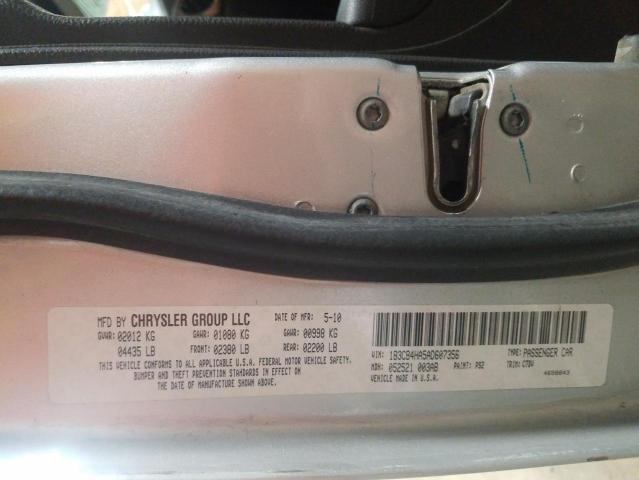 MFD BY CHRYSLER GROUP LLC DATE OF MFR: 5-10
GVWR: 02012 KG GAWR: 01080 KG GAWR: 00998 KG
04435 LB FRONT: 02380 LB REAR: 02200 LB
THIS VEHICLE CONFORMS TO ALL APPLICABLE U.S.A. FEDERAL MOTOR VEHICLE SAFETY,
BUMPER AND THEFT PREVENTION STANDARDS IN EFFECT ON
THE DATE OF MANUFACTURE SHOWN ABOVE.
VIN: 1B3CB4HA5AD607356 TYPE: PASSENGER CAR
MDH: 052521 003AB PAINT: PS2 TRIM: C7DV
VEHICLE MADE IN U.S.A. 4658843